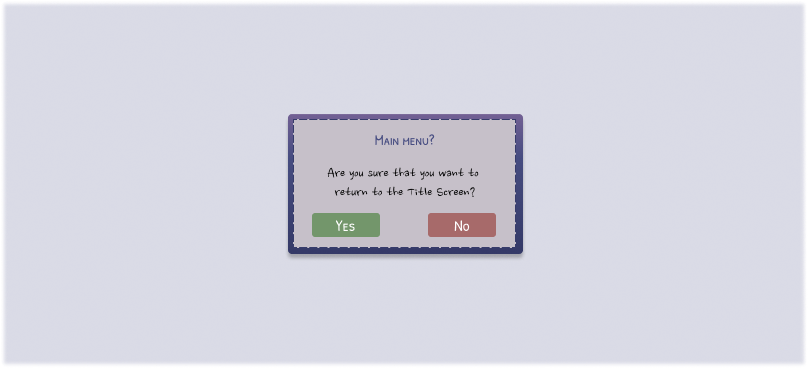 Main menu?
Are you sure that you want to
return to the Title Screen?
Yes
No